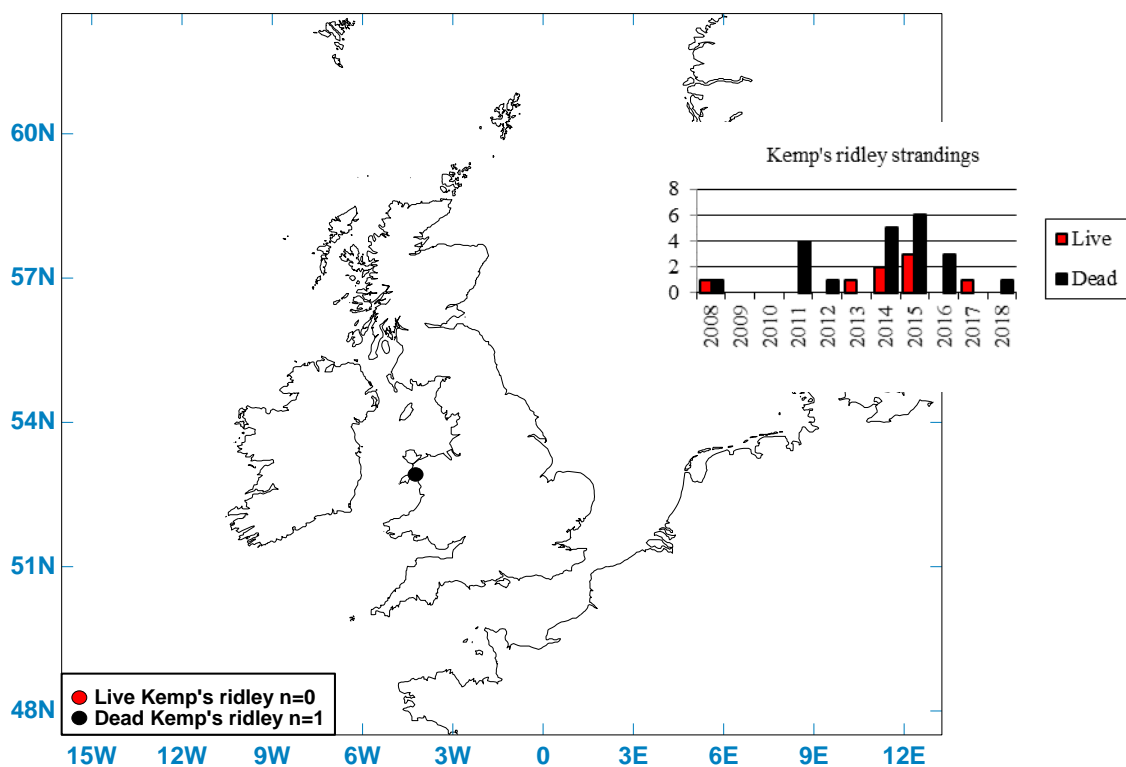 60N
57N
54N
51N
48N
15W 12W 9W 6W 3W 0 3E 6E 9E 12E
Kemp's ridley strandings
8
6
4
2
0
2008 2009 2010 2011 2012 2013 2014 2015 2016 2017 2018
Live
Dead
Live Kemp's ridley n=0
Dead Kemp's ridley n=1